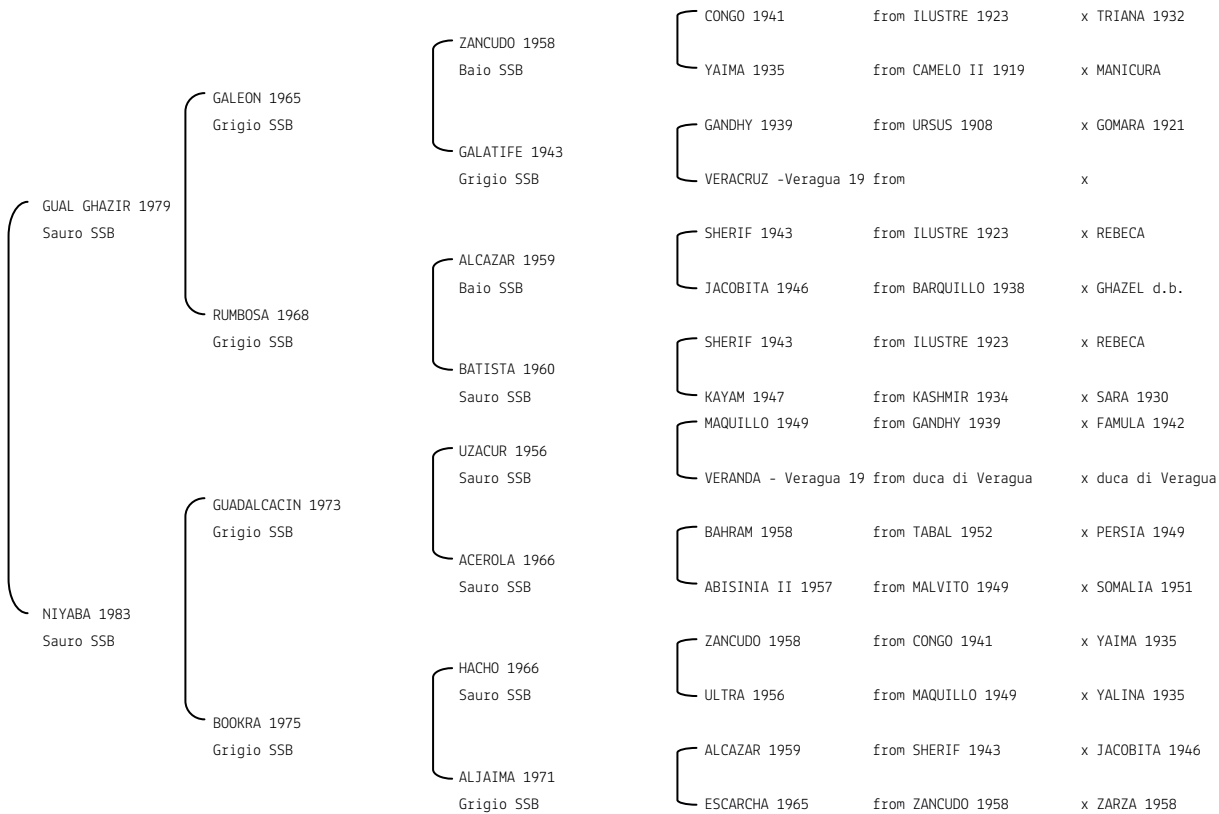 CONGO 1941 from ILUSTRE 1923 x TRIANA 1932
ZANCUDO 1958
Baio SSB YAIMA 1935 from CAMELO II 1919 x MANICURA
GALEON 1965
Grigio SSB GANDHY 1939 from URSUS 1908 x GOMARA 1921
GALATIFE 1943
Grigio SSB VERACRUZ -Veragua 19 from x
GUAL GHAZIR 1979
Sauro SSB SHERIF 1943 from ILUSTRE 1923 x REBECA
ALCAZAR 1959
Baio SSB JACOBITA 1946 from BARQUILLO 1938 x GHAZEL d.b.
RUMBOSA 1968
Grigio SSB SHERIF 1943 from ILUSTRE 1923 x REBECA
BATISTA 1960
Sauro SSB KAYAM 1947 from KASHMIR 1934 x SARA 1930
MAQUILLO 1949 from GANDHY 1939 x FAMULA 1942
UZACUR 1956
Sauro SSB VERANDA - Veragua 19 from duca di Veragua x duca di Veragua
GUADALCACIN 1973
Grigio SSB BAHRAM 1958 from TABAL 1952 x PERSIA 1949
ACEROLA 1966
Sauro SSB ABISINIA II 1957 from MALVITO 1949 x SOMALIA 1951
NIYABA 1983
Sauro SSB ZANCUDO 1958 from CONGO 1941 x YAIMA 1935
HACHO 1966
Sauro SSB ULTRA 1956 from MAQUILLO 1949 x YALINA 1935
BOOKRA 1975
Grigio SSB ALCAZAR 1959 from SHERIF 1943 x JACOBITA 1946
ALJAIMA 1971
Grigio SSB ESCARCHA 1965 from ZANCUDO 1958 x ZARZA 1958